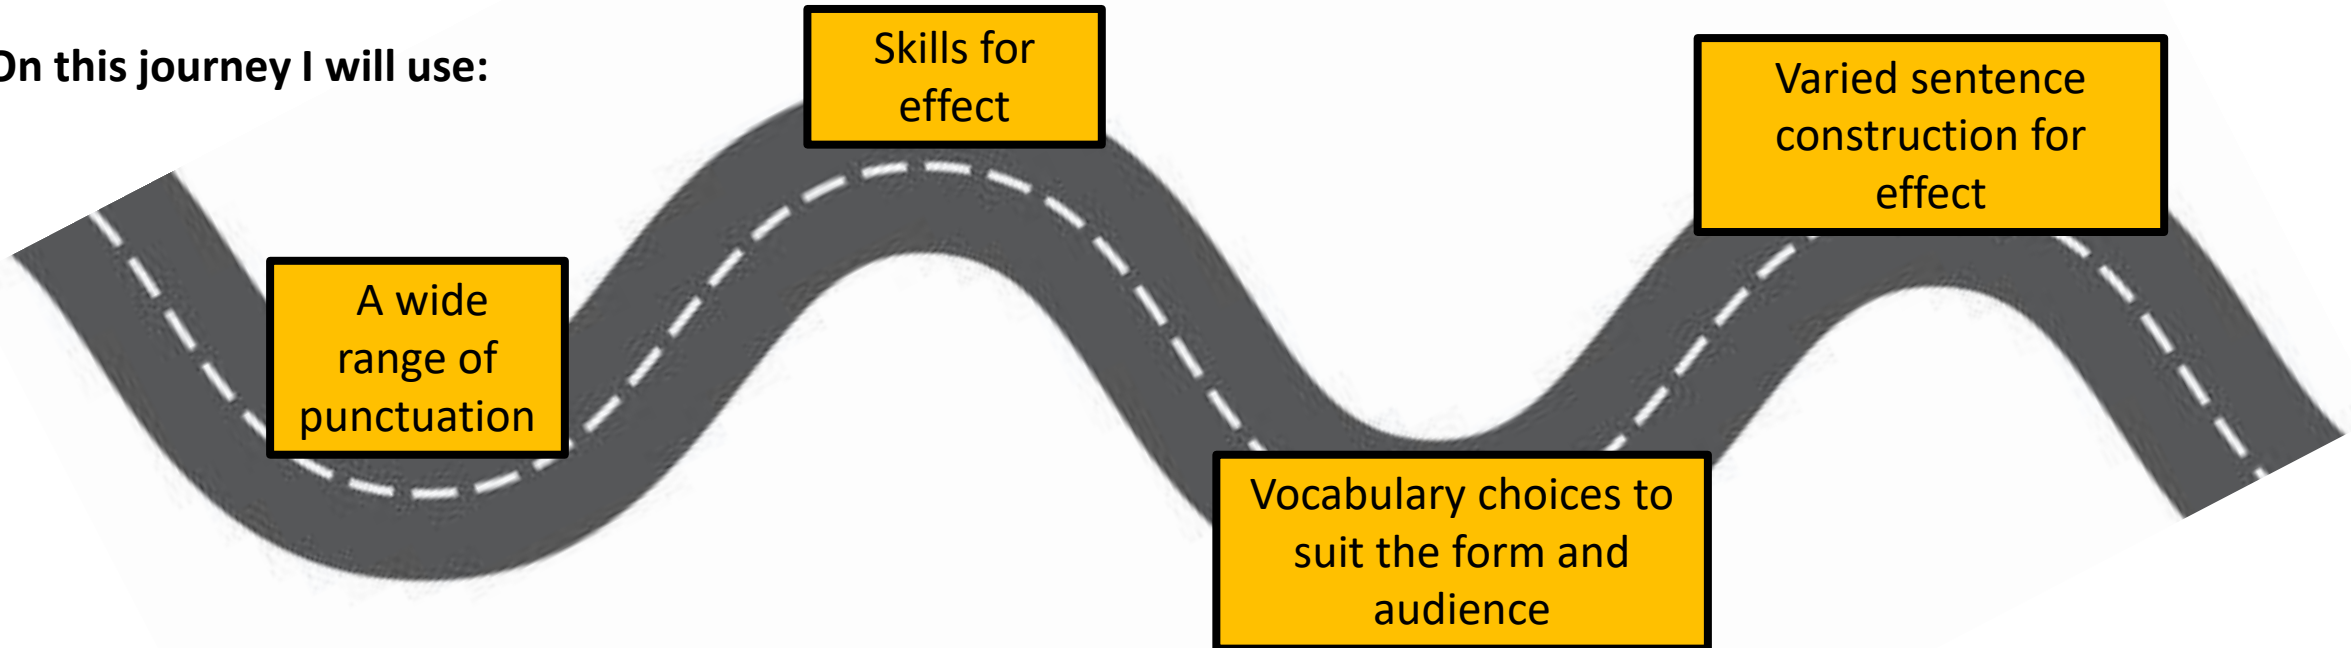 On this journey I will use:
Skills for
effect
Varied sentence
construction for
effect
A wide
range of
punctuation
Vocabulary choices to
suit the form and
audience